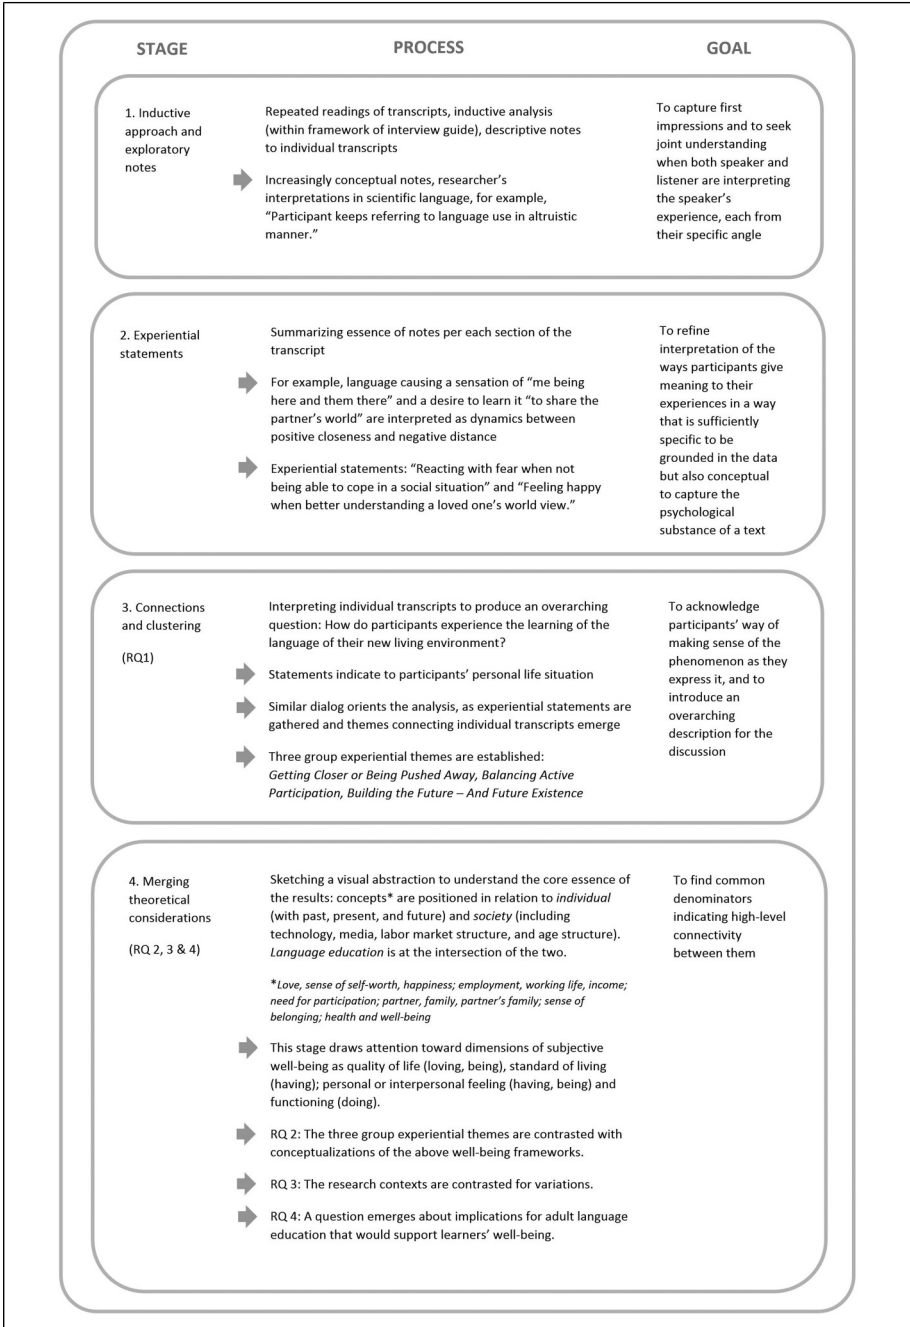 STAGE PROCESS GOAL
1. Inductive
approach and
exploratory
notes
Repeated readings of transcripts, inductive analysis
(within framework of interview guide), descriptive notes
to individual transcripts
Increasingly conceptual notes, researcher's
interpretations in scientific language, for example,
"Participant keeps referring to language use in altruistic
manner."
To capture first
impressions and to seek
joint understanding
when both speaker and
listener are interpreting
the speaker's
experience, each from
their specific angle
2. Experiential
statements
Summarizing essence of notes per each section of the
transcript
For example, language causing a sensation of "me being
here and them there" and a desire to learn it "to share the
partner's world" are interpreted as dynamics between
positive closeness and negative distance
Experiential statements: "Reacting with fear when not
being able to cope in a social situation" and "Feeling happy
when better understanding a loved one's world view."
To refine
interpretation of the
ways participants give
meaning to their
experiences in a way
that is sufficiently
specific to be
grounded in the data
but also conceptual
to capture the
psychological
substance of a text
3. Connections
and clustering
(RQ1)
Interpreting individual transcripts to produce an overarching
question: How do participants experience the learning of the
language of their new living environment?
Statements indicate to participants' personal life situation
Similar dialog orients the analysis, as experiential statements are
gathered and themes connecting individual transcripts emerge
Three group experiential themes are established:
Getting Closer or Being Pushed Away, Balancing Active
Participation, Building the Future – And Future Existence
To acknowledge
participants' way of
making sense of the
phenomenon as they
express it, and to
introduce an
overarching
description for the
discussion
4. Merging
theoretical
considerations
(RQ 2, 3 & 4)
Sketching a visual abstraction to understand the core essence of
the results: concepts* are positioned in relation to individual
(with past, present, and future) and society (including
technology, media, labor market structure, and age structure).
Language education is at the intersection of the two.
*Love, sense of self-worth, happiness; employment, working life, income;
need for participation; partner, family, partner's family; sense of
belonging; health and well-being
This stage draws attention toward dimensions of subjective
well-being as quality of life (loving, being), standard of living
(having); personal or interpersonal feeling (having, being) and
functioning (doing).
RQ 2: The three group experiential themes are contrasted with
conceptualizations of the above well-being frameworks.
RQ 3: The research contexts are contrasted for variations.
RQ 4: A question emerges about implications for adult language
education that would support learners' well-being.
To find common
denominators
indicating high-level
connectivity
between them